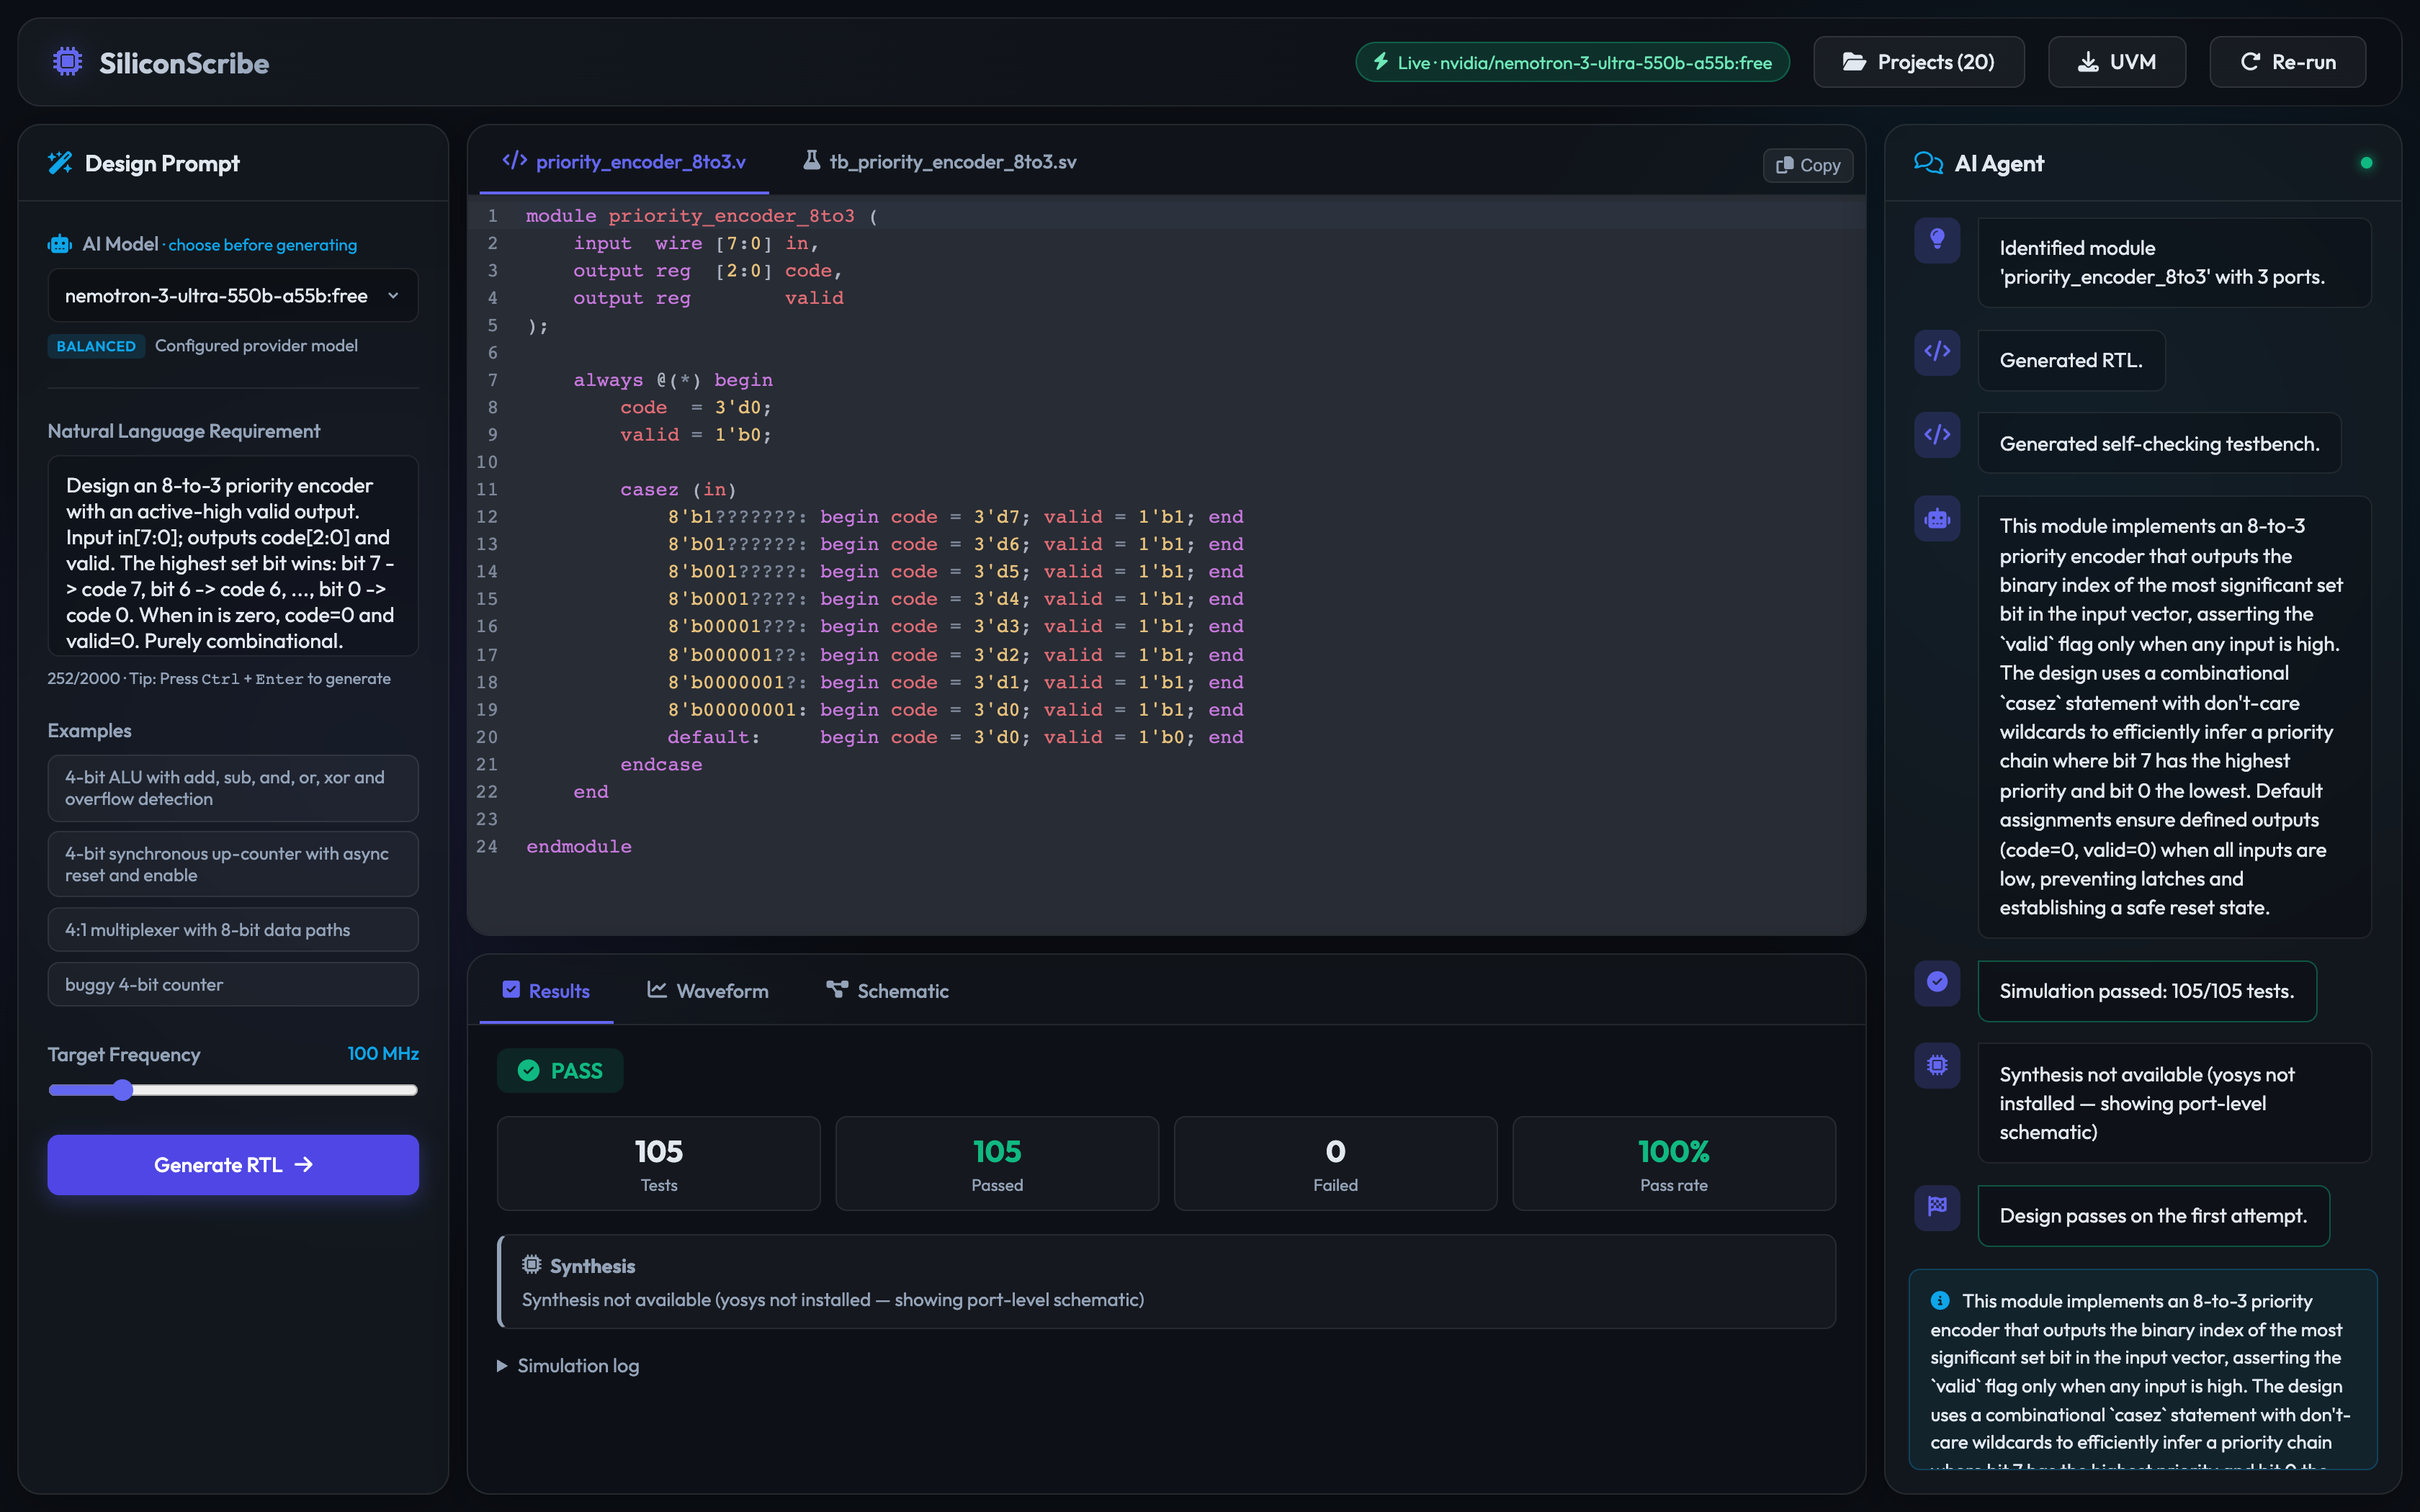 SiliconScribe
Live · nvidia/nemotron-3-ultra-550b-a55b:free
Projects (20)
UVM
Re-run
Design Prompt
AI Model · choose before generating
nemotron-3-ultra-550b-a55b:free
BALANCED Configured provider model
Natural Language Requirement
Design an 8-to-3 priority encoder
with an active-high valid output.
Input in[7:0]; outputs code[2:0] and
valid. The highest set bit wins: bit 7 -
> code 7, bit 6 -> code 6, ..., bit 0 ->
code 0. When in is zero, code=0 and
valid=0. Purely combinational.
252/2000 · Tip: Press Ctrl + Enter to generate
Examples
4-bit ALU with add, sub, and, or, xor and
overflow detection
4-bit synchronous up-counter with async
reset and enable
4:1 multiplexer with 8-bit data paths
buggy 4-bit counter
Target Frequency 100 MHz
Generate RTL →
</> priority_encoder_8to3.v
tb_priority_encoder_8to3.sv
Copy
1 module priority_encoder_8to3 (
2     input  wire [7:0] in,
3     output reg  [2:0] code,
4     output reg        valid
5 );
6
7     always @(*) begin
8         code  = 3'd0;
9         valid = 1'b0;
10
11         casez (in)
12             8'b1???????: begin code = 3'd7; valid = 1'b1; end
13             8'b01??????: begin code = 3'd6; valid = 1'b1; end
14             8'b001?????: begin code = 3'd5; valid = 1'b1; end
15             8'b0001????: begin code = 3'd4; valid = 1'b1; end
16             8'b00001???: begin code = 3'd3; valid = 1'b1; end
17             8'b000001??: begin code = 3'd2; valid = 1'b1; end
18             8'b0000001?: begin code = 3'd1; valid = 1'b1; end
19             8'b00000001: begin code = 3'd0; valid = 1'b1; end
20             default:     begin code = 3'd0; valid = 1'b0; end
21         endcase
22     end
23
24 endmodule
Results
Waveform
Schematic
PASS
105
Tests
105
Passed
0
Failed
100%
Pass rate
Synthesis
Synthesis not available (yosys not installed — showing port-level schematic)
Simulation log
AI Agent
Identified module
'priority_encoder_8to3' with 3 ports.
</>
Generated RTL.
</>
Generated self-checking testbench.
This module implements an 8-to-3
priority encoder that outputs the
binary index of the most significant set
bit in the input vector, asserting the
`valid` flag only when any input is high.
The design uses a combinational
`casez` statement with don't-care
wildcards to efficiently infer a priority
chain where bit 7 has the highest
priority and bit 0 the lowest. Default
assignments ensure defined outputs
(code=0, valid=0) when all inputs are
low, preventing latches and
establishing a safe reset state.
Simulation passed: 105/105 tests.
Synthesis not available (yosys not
installed — showing port-level
schematic)
Design passes on the first attempt.
This module implements an 8-to-3 priority
encoder that outputs the binary index of the most
significant set bit in the input vector, asserting the
`valid` flag only when any input is high. The design
uses a combinational `casez` statement with don't-
care wildcards to efficiently infer a priority chain
where bit 7 has the highest priority and bit 0 the